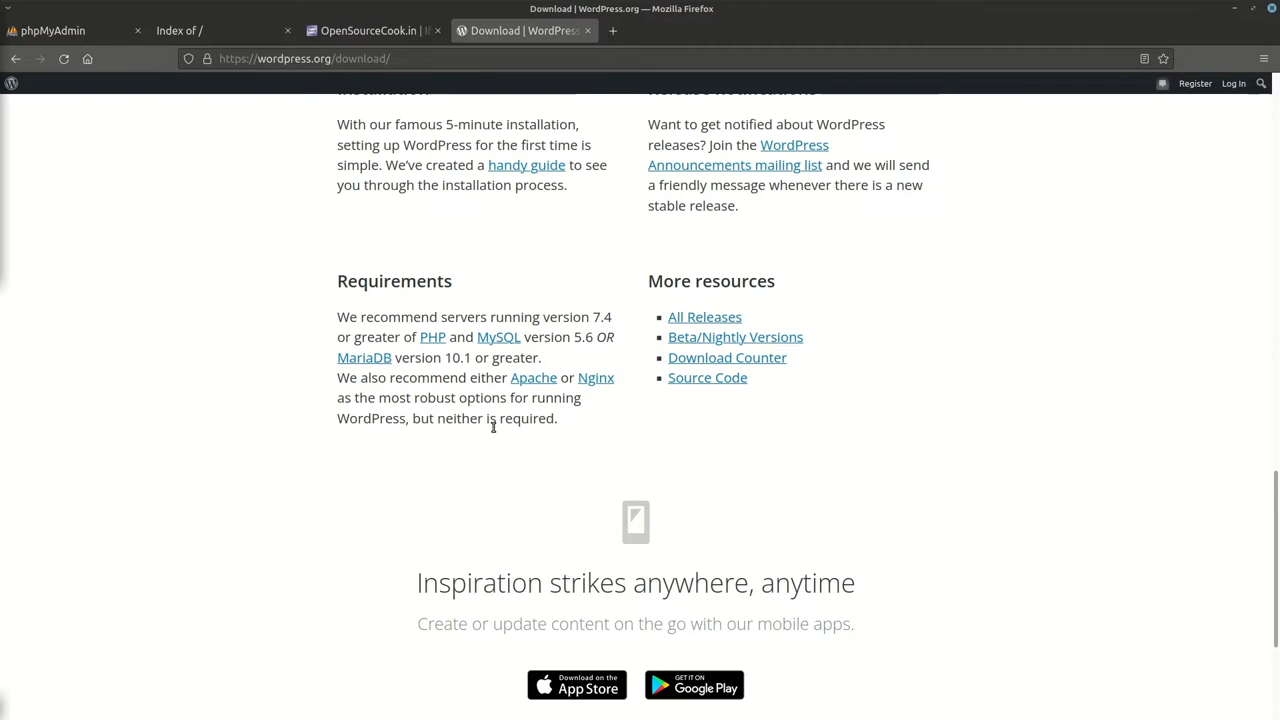 Download | WordPress.org — Mozilla Firefox
phpMyAdmin
Index of /
OpenSourceCook.in | If
Download | WordPress
https://wordpress.org/download/
Register
Log In
With our famous 5-minute installation,
setting up WordPress for the first time is
simple. We’ve created a handy guide to see
you through the installation process.
Want to get notified about WordPress
releases? Join the WordPress
Announcements mailing list and we will send
a friendly message whenever there is a new
stable release.
Requirements
We recommend servers running version 7.4
or greater of PHP and MySQL version 5.6 OR
MariaDB version 10.1 or greater.
We also recommend either Apache or Nginx
as the most robust options for running
WordPress, but neither is required.
More resources
All Releases
Beta/Nightly Versions
Download Counter
Source Code
Inspiration strikes anywhere, anytime
Create or update content on the go with our mobile apps.
Download on the
App Store
GET IT ON
Google Play